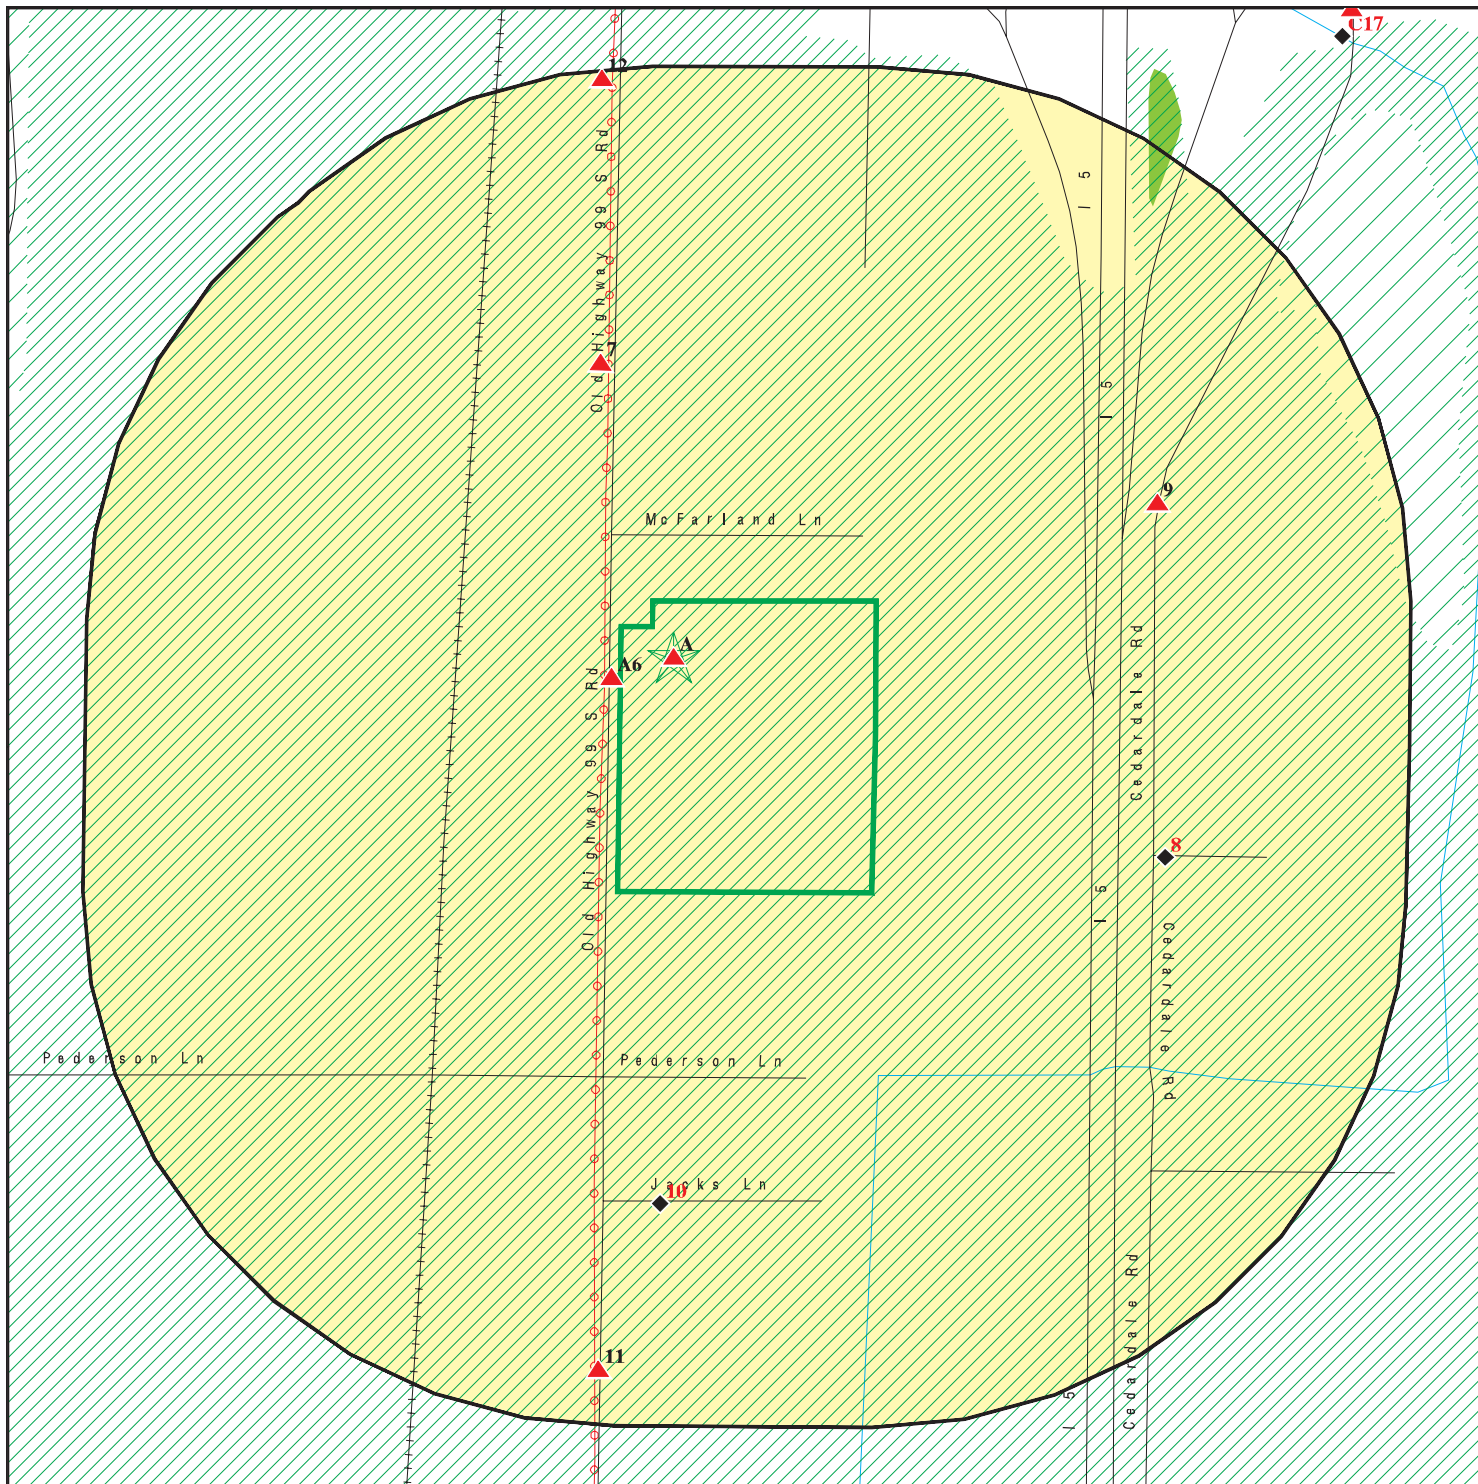 C17
12
Old Highway 99 S Rd
I 5
7
I 5
9
McFarland Ln
A
A6
Old Highway 99 S Rd
Cedardale Rd
8
I 5
Cedardale Rd
Pederson Ln
Pederson Ln
Jacks Ln
10
Cedardale Rd
11
I 5